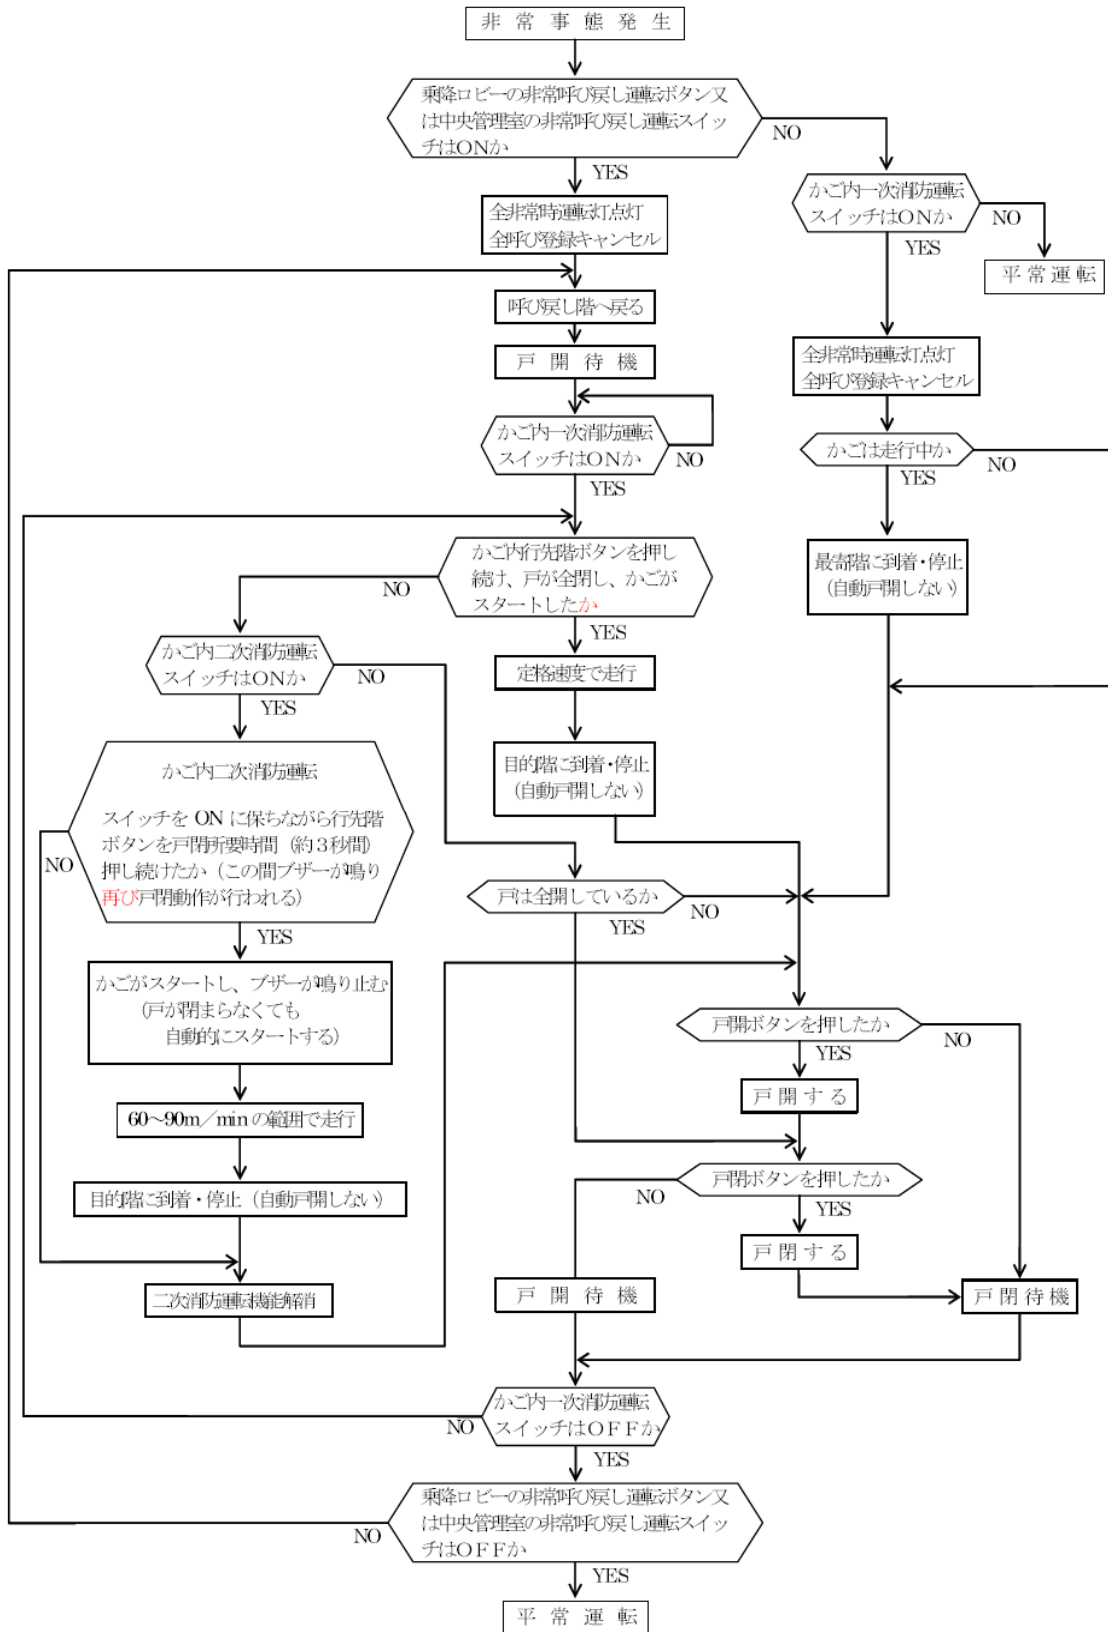 非常事態発生
乗降ロビーの非常呼び戻し運転ボタン又
は中央管理室の非常呼び戻し運転スイッ
チはONか
NO
YES
かご内一次消防運転
スイッチはONか
NO
YES
平常運転
全非常時運転灯点灯
全呼び登録キャンセル
呼び戻し階へ戻る
戸開待機
全非常時運転灯点灯
全呼び登録キャンセル
かご内一次消防運転
スイッチはONか
NO
YES
かごは走行中か
NO
YES
かご内行先階ボタンを押し
続け、戸が全閉し、かごが
スタートしたか
NO
YES
最寄階に到着・停止
（自動戸開しない）
かご内二次消防運転
スイッチはONか
NO
YES
定格速度で走行
目的階に到着・停止
（自動戸開しない）
かご内二次消防運転
スイッチを ON に保ちながら行先階
ボタンを戸閉所要時間（約３秒間）
押し続けたか（この間ブザーが鳴り
再び戸閉動作が行われる）
NO
YES
戸は全開しているか
NO
YES
かごがスタートし、ブザーが鳴り止む
（戸が閉まらなくても
自動的にスタートする）
戸開ボタンを押したか
NO
YES
戸開する
60～90m／minの範囲で走行
戸閉ボタンを押したか
NO
YES
目的階に到着・停止（自動戸開しない）
戸閉する
二次消防運転機能解消
戸開待機
戸閉待機
かご内一次消防運転
スイッチはＯＦＦか
NO
YES
乗降ロビーの非常呼び戻し運転ボタン又
は中央管理室の非常呼び戻し運転スイッ
チはＯＦＦか
NO
YES
平常運転